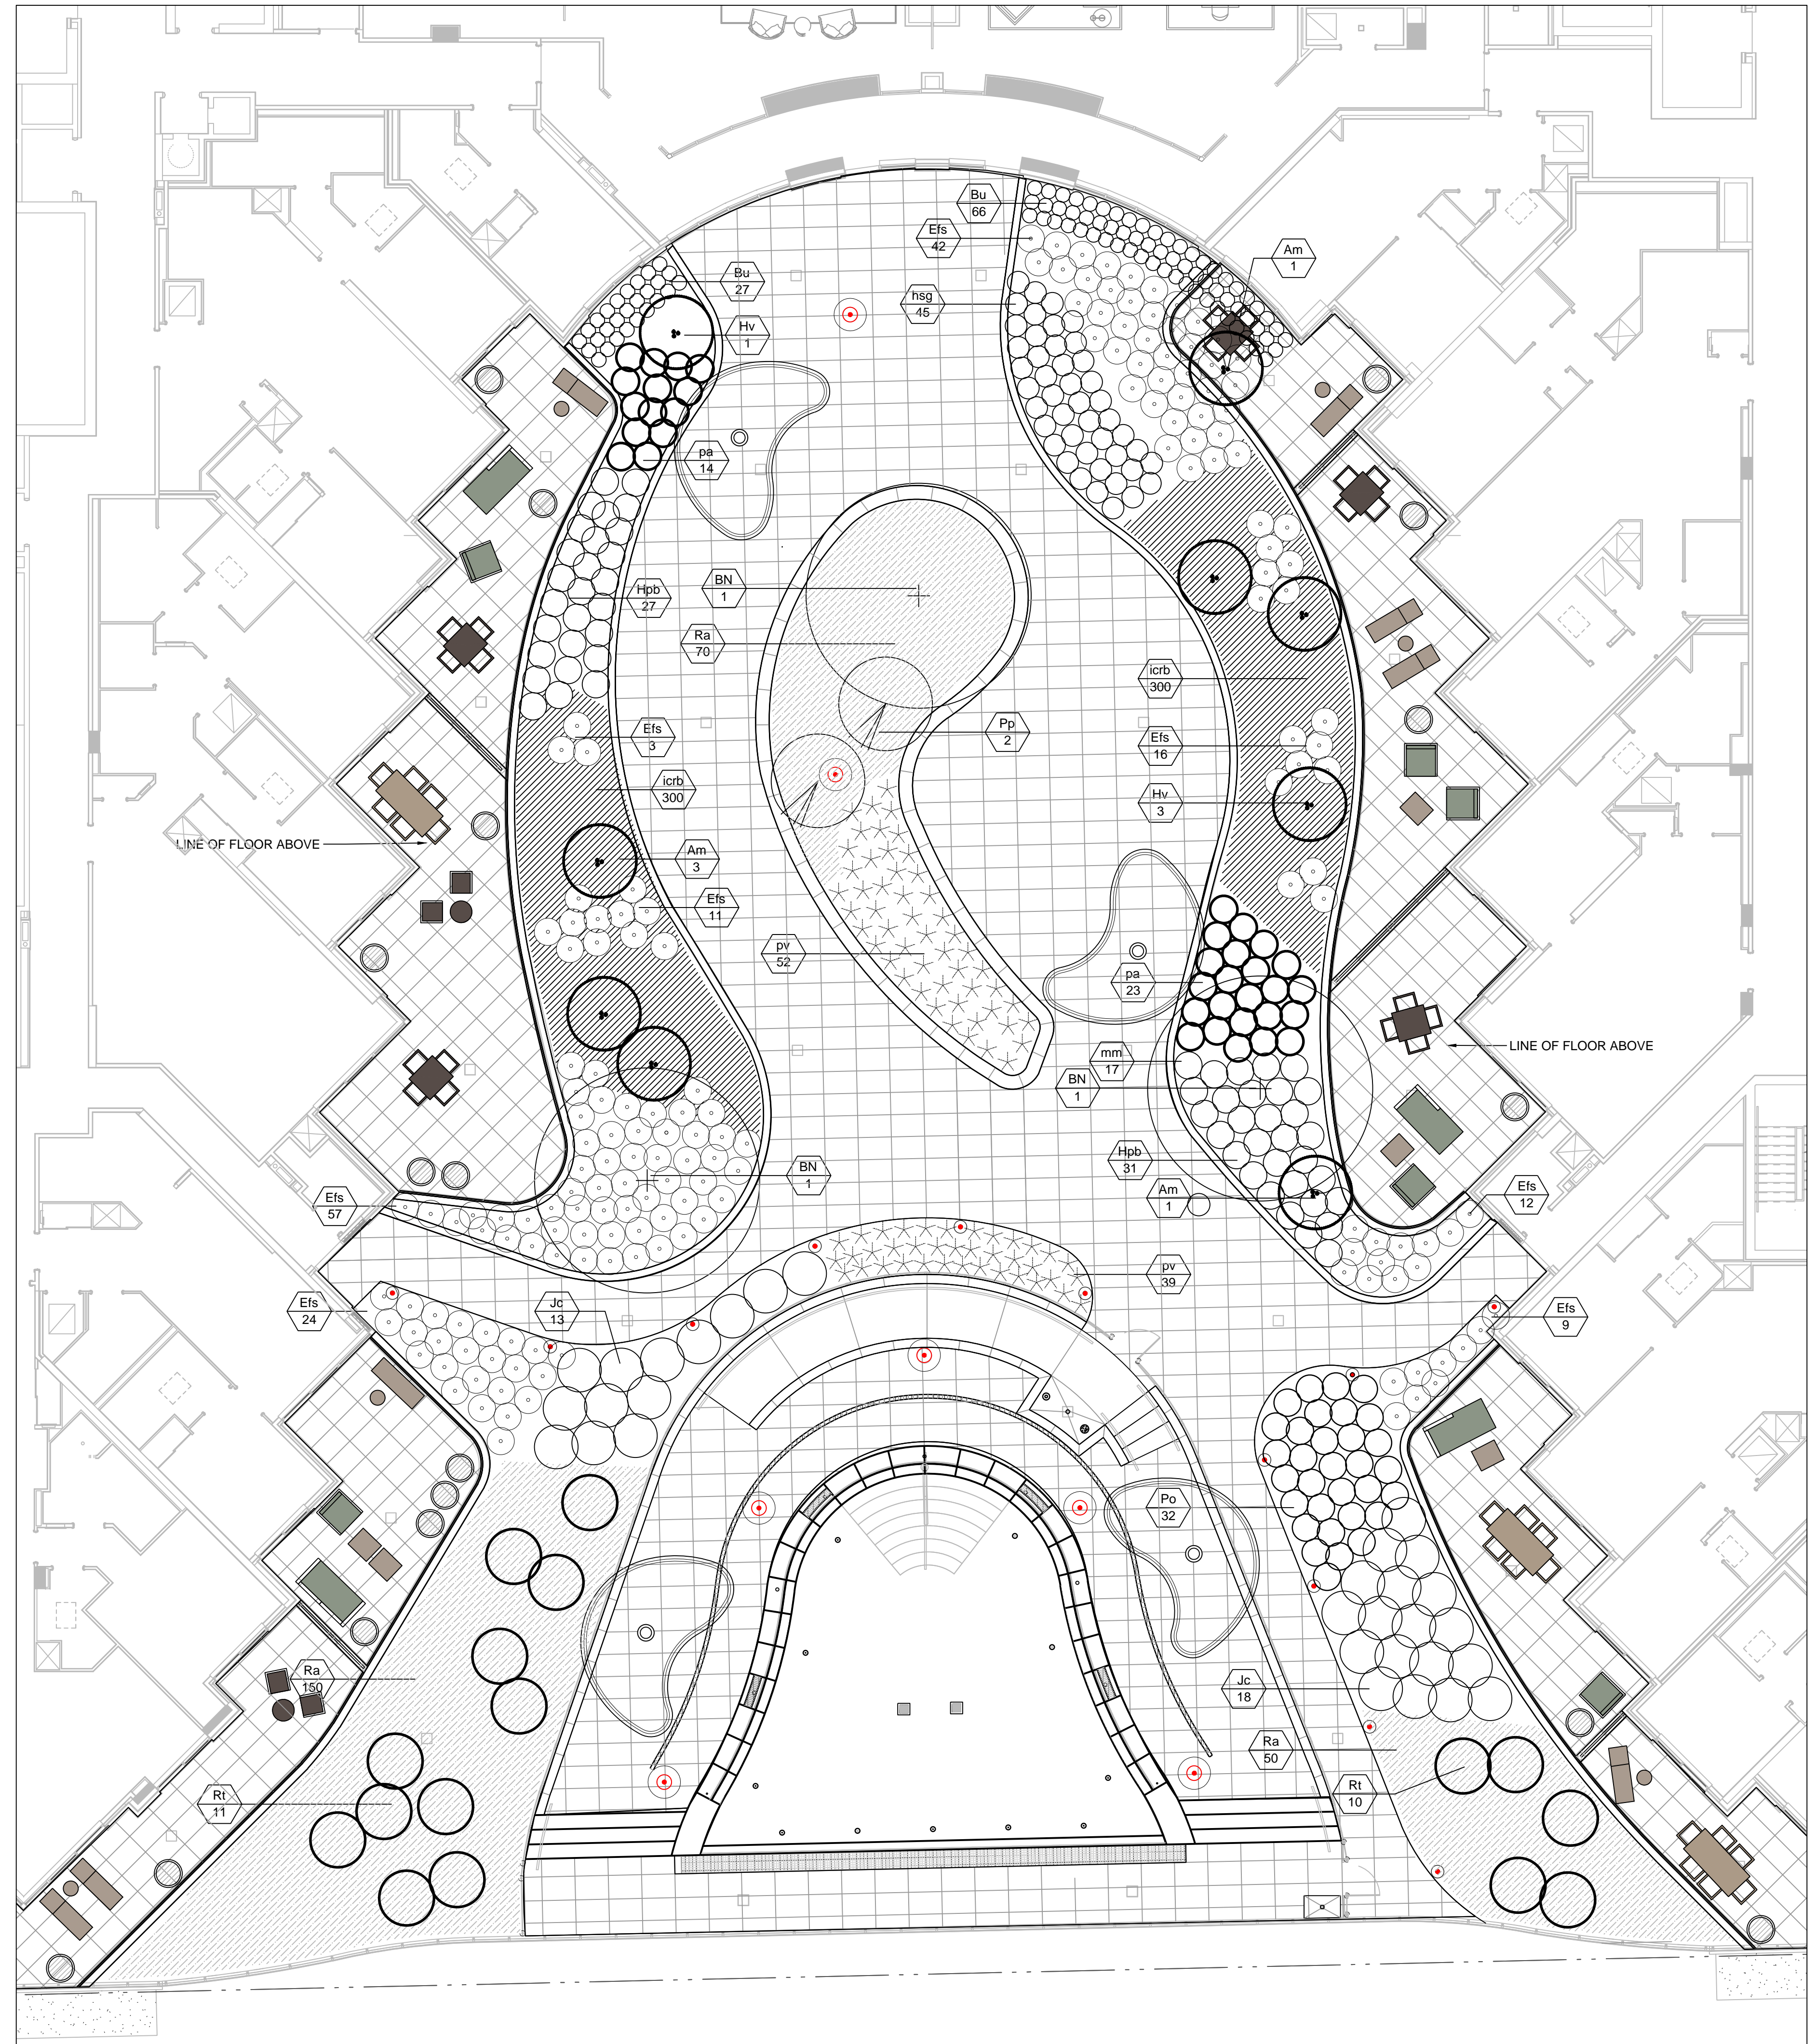 Bu
66
Efs
42
Am
1
Bu
27
hsg
45
Hv
1
pa
14
BN
1
Hpb
27
Ra
70
icrb
300
Efs
3
Pp
2
Efs
16
icrb
300
Hv
3
LINE OF FLOOR ABOVE
Am
3
Efs
11
pv
52
pa
23
LINE OF FLOOR ABOVE
mm
17
BN
1
Hpb
31
BN
1
Efs
57
Am
1
Efs
12
pv
39
Efs
24
Jc
13
Efs
9
Po
32
Ra
150
Jc
18
Ra
50
Rt
11
Rt
10